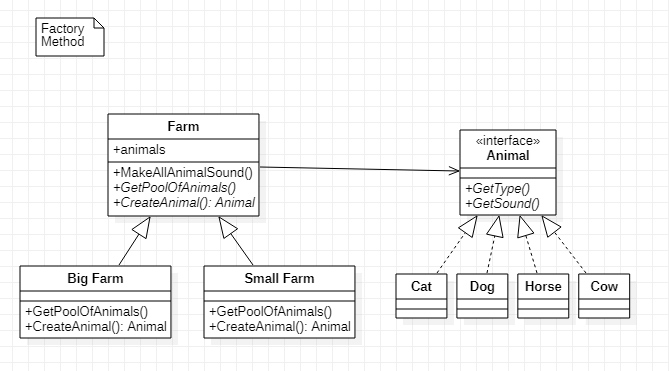 Factory
Method
Farm
+animals
+MakeAllAnimalSound()
+GetPoolOfAnimals()
+CreateAnimal(): Animal
«interface»
Animal
+GetType()
+GetSound()
Big Farm
+GetPoolOfAnimals()
+CreateAnimal(): Animal
Small Farm
+GetPoolOfAnimals()
+CreateAnimal(): Animal
Cat
Dog
Horse
Cow